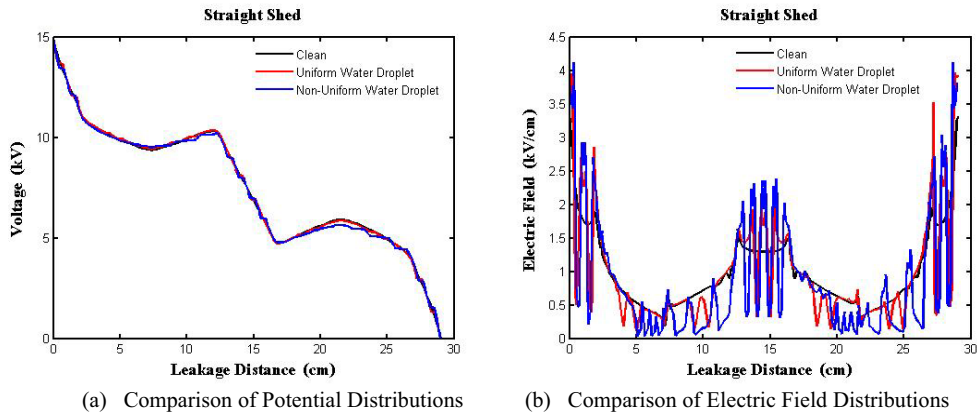 Straight Shed
Clean
Uniform Water Droplet
Non-Uniform Water Droplet
Voltage (kV)
15
10
5
0
0 5 10 15 20 25 30
Leakage Distance (cm)
(a) Comparison of Potential Distributions
Straight Shed
Clean
Uniform Water Droplet
Non-Uniform Water Droplet
Electric Field (kV/cm)
4.5
4
3.5
3
2.5
2
1.5
1
0.5
0
0 5 10 15 20 25 30
Leakage Distance (cm)
(b) Comparison of Electric Field Distributions